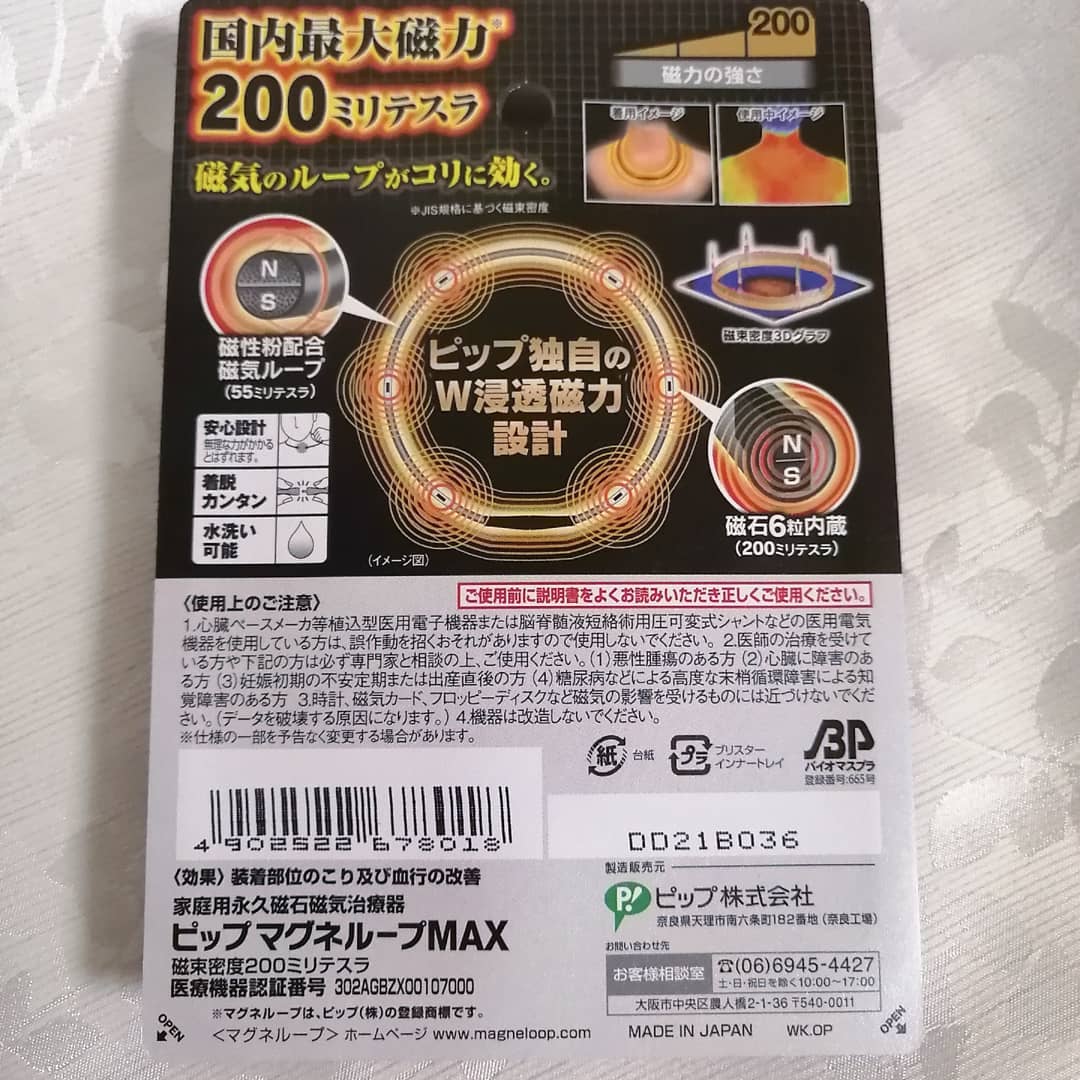 国内最大磁力※
200ミリテスラ
磁気のループがコリに効く。
※JIS規格に基づく磁束密度
200
磁力の強さ
着用イメージ
使用中イメージ
磁束密度3Dグラフ
N
S
磁性粉配合
磁気ループ
(55ミリテスラ)
ピップ独自の
W浸透磁力
設計
N
S
磁石6粒内蔵
(200ミリテスラ)
安心設計
無理な力がかかる
とはずれます。
着脱
カンタン
水洗い
可能
(イメージ図)
〈使用上のご注意〉
ご使用前に説明書をよくお読みいただき正しくご使用ください。
1.心臓ペースメーカ等植込型医用電子機器または脳脊髄液短絡術用圧可変式シャントなどの医用電気
機器を使用している方は、誤作動を招くおそれがありますので使用しないでください。 2.医師の治療を受けて
いる方や下記の方は必ず専門家と相談の上、ご使用ください。(1)悪性腫瘍のある方 (2)心臓に障害のあ
る方 (3)妊娠初期の不安定期または出産直後の方 (4)糖尿病などによる高度な末梢循環障害による知
覚障害のある方 3.時計、磁気カード、フロッピーディスクなど磁気の影響を受けるものには近づけないでくだ
さい。(データを破壊する原因になります。) 4.機器は改造しないでください。
※仕様の一部を予告なく変更する場合があります。
紙
台紙
プラ
ブリスター
インナートレイ
BP
バイオマスプラ
登録番号:665号
4 902522 678018
DD21B036
〈効果〉装着部位のこり及び血行の改善
家庭用永久磁石磁気治療器
ピップ マグネループMAX
磁束密度200ミリテスラ
医療機器認証番号 302AGBZX00107000
※マグネループは、ピップ(株)の登録商標です。
<マグネループ> ホームページ www.magneloop.com
製造販売元
P!
ピップ株式会社
奈良県天理市南六条町182番地 (奈良工場)
お問い合わせ先
お客様相談室
☎(06)6945-4427
土・日・祝日を除く10:00〜17:00
大阪市中央区農人橋2-1-36 〒540-0011
MADE IN JAPAN
WK.OP
OPEN
OPEN